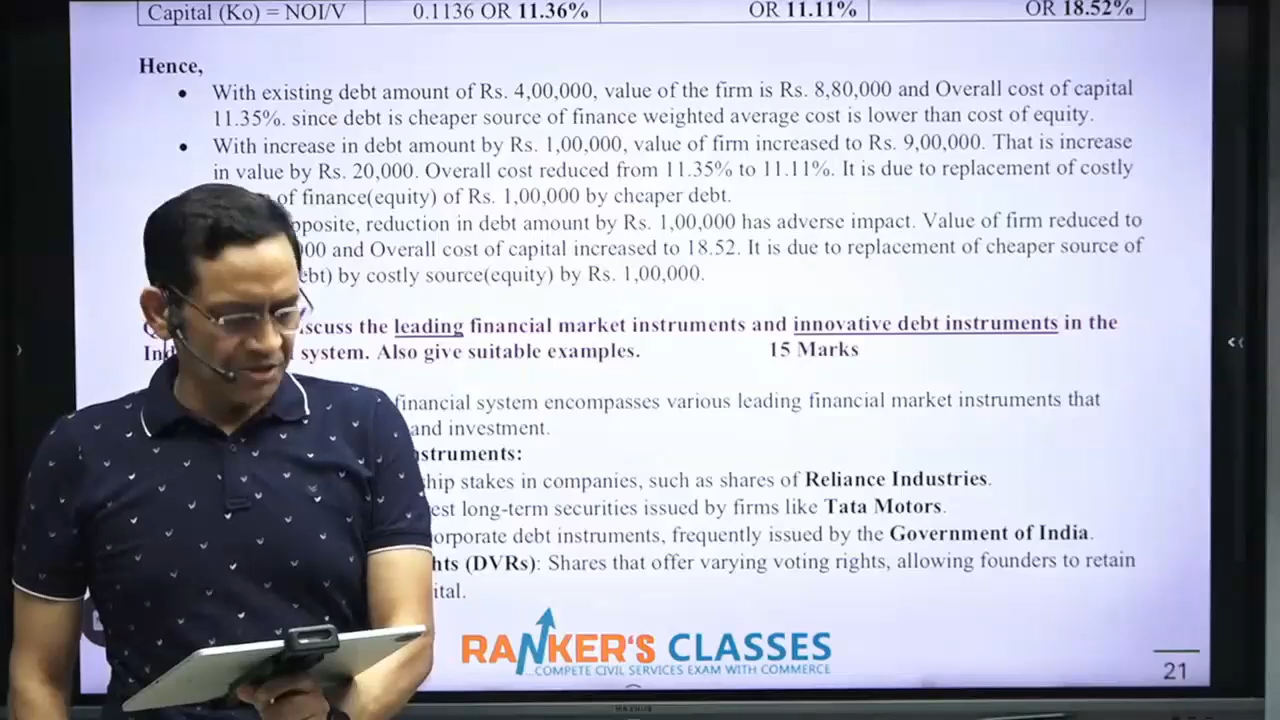 Capital (Ko) = NOI/V 0.1136 OR 11.36% OR 11.11% OR 18.52%
Hence,
• With existing debt amount of Rs. 4,00,000, value of the firm is Rs. 8,80,000 and Overall cost of capital
11.35%. since debt is cheaper source of finance weighted average cost is lower than cost of equity.
• With increase in debt amount by Rs. 1,00,000, value of firm increased to Rs. 9,00,000. That is increase
in value by Rs. 20,000. Overall cost reduced from 11.35% to 11.11%. It is due to replacement of costly
of finance(equity) of Rs. 1,00,000 by cheaper debt.
pposite, reduction in debt amount by Rs. 1,00,000 has adverse impact. Value of firm reduced to
00 and Overall cost of capital increased to 18.52. It is due to replacement of cheaper source of
ebt) by costly source(equity) by Rs. 1,00,000.
scuss the leading financial market instruments and innovative debt instruments in the
Ind system. Also give suitable examples. 15 Marks
financial system encompasses various leading financial market instruments that
and investment.
struments:
hip stakes in companies, such as shares of Reliance Industries.
est long-term securities issued by firms like Tata Motors.
orporate debt instruments, frequently issued by the Government of India.
hts (DVRs): Shares that offer varying voting rights, allowing founders to retain
ital.
RANKER'S CLASSES
...COMPETE CIVIL SERVICES EXAM WITH COMMERCE
21